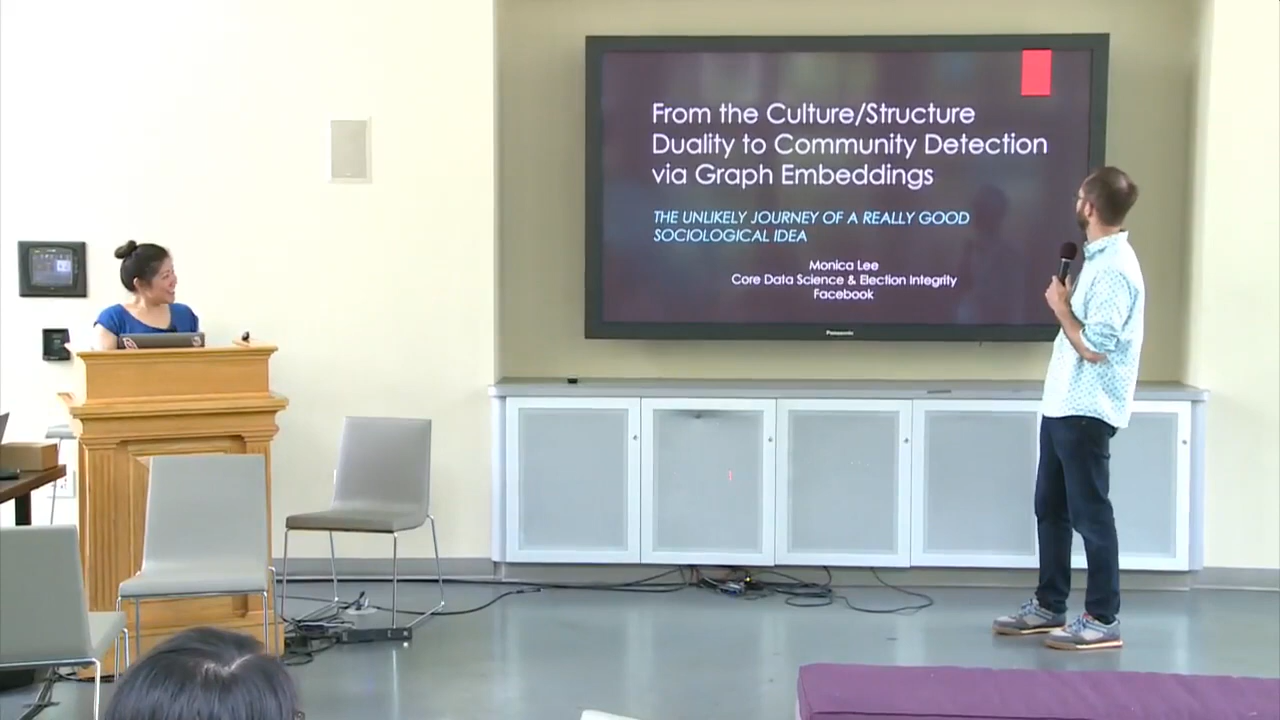 From the Culture/Structure
Duality to Community Detection
via Graph Embeddings
THE UNLIKELY JOURNEY OF A REALLY GOOD
SOCIOLOGICAL IDEA
Monica Lee
Core Data Science & Election Integrity
Facebook
Panasonic